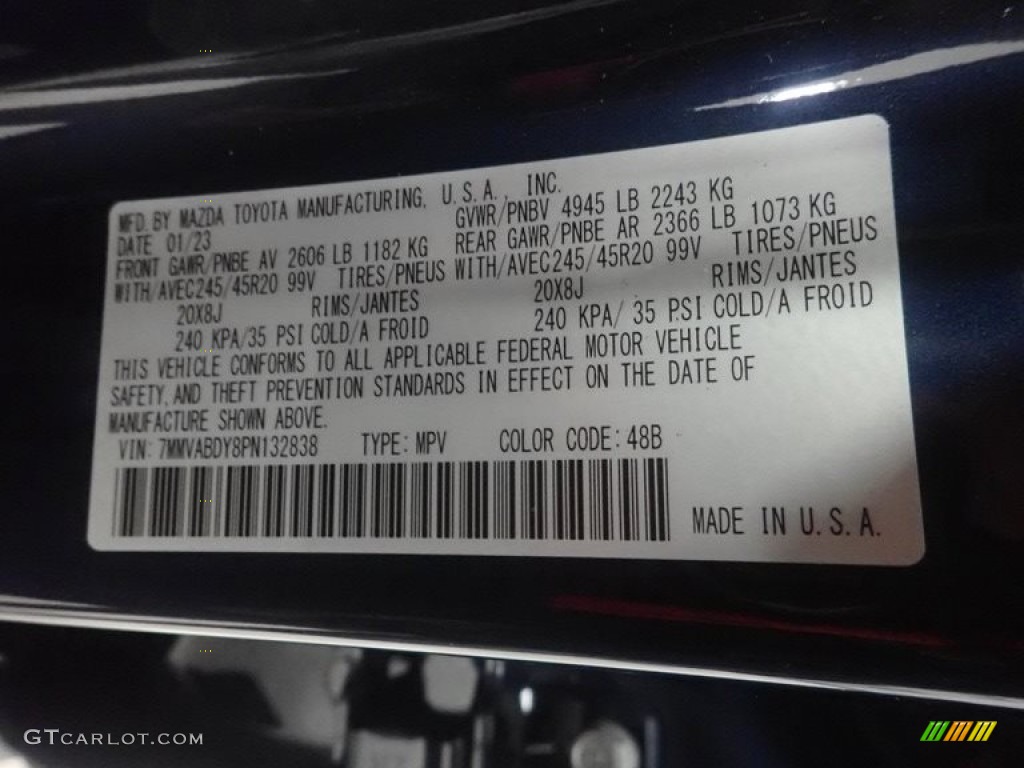 MFD. BY MAZDA TOYOTA MANUFACTURING, U.S.A., INC.
DATE 01/23 GVWR/PNBV 4945 LB 2243 KG
FRONT GAWR/PNBE AV 2606 LB 1182 KG REAR GAWR/PNBE AR 2366 LB 1073 KG
WITH/AVEC245/45R20 99V TIRES/PNEUS WITH/AVEC245/45R20 99V TIRES/PNEUS
20X8J RIMS/JANTES 20X8J RIMS/JANTES
240 KPA/35 PSI COLD/A FROID 240 KPA/ 35 PSI COLD/A FROID
THIS VEHICLE CONFORMS TO ALL APPLICABLE FEDERAL MOTOR VEHICLE
SAFETY, AND THEFT PREVENTION STANDARDS IN EFFECT ON THE DATE OF
MANUFACTURE SHOWN ABOVE.
VIN: 7MMVABDY8PN132838 TYPE: MPV COLOR CODE: 48B
MADE IN U.S.A.
GTCARLOT.COM